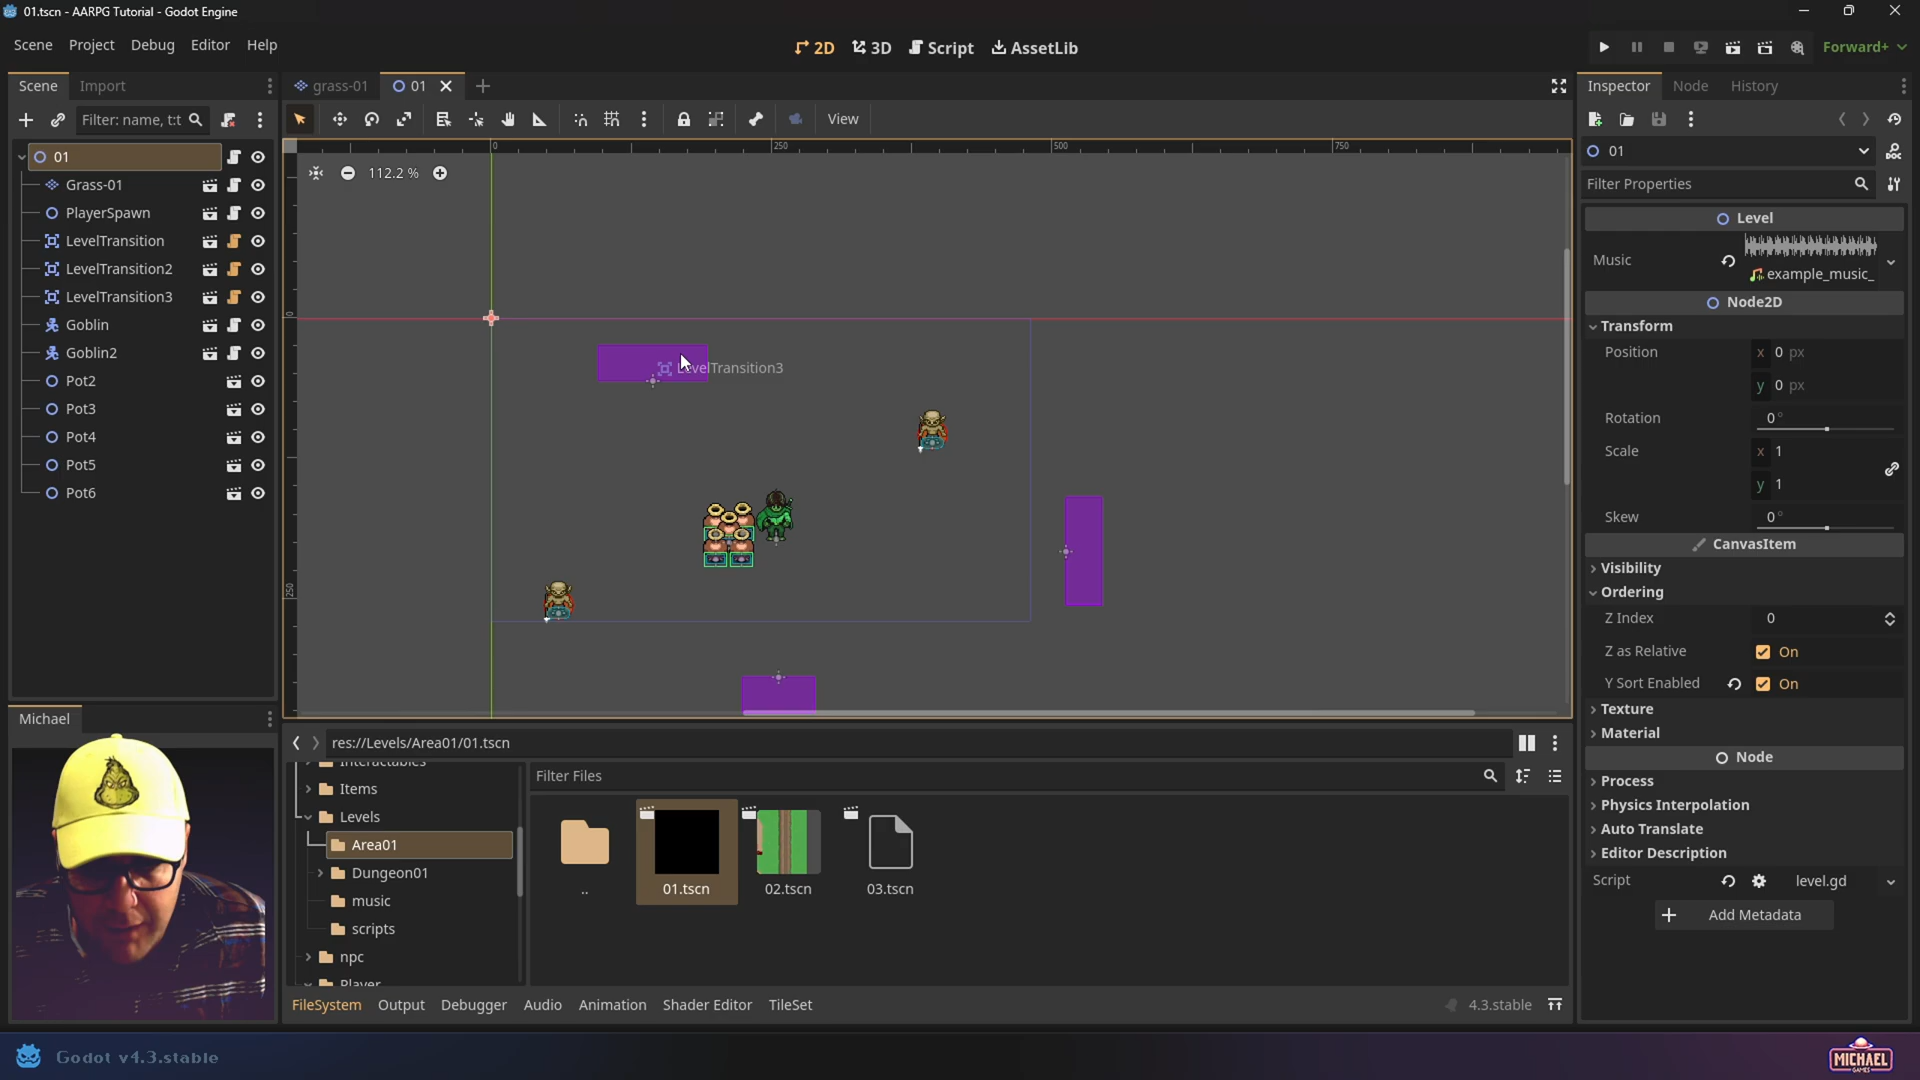 01.tscn - AARPG Tutorial - Godot Engine
Scene Project Debug Editor Help
2D 3D Script AssetLib
Forward+
Scene Import
grass-01 01
Inspector Node History
Filter: name, t:t
View
01
Grass-01
PlayerSpawn
LevelTransition
LevelTransition2
LevelTransition3
Goblin
Goblin2
Pot2
Pot3
Pot4
Pot5
Pot6
0 250 500 750
112.2 %
0
250
LevelTransition3
01
Filter Properties
Level
Music
example_music_
Node2D
Transform
Position x 0 px
y 0 px
Rotation 0°
Scale x 1
y 1
Skew 0°
CanvasItem
Visibility
Ordering
Z Index 0
Z as Relative On
Y Sort Enabled On
Texture
Material
Node
Process
Physics Interpolation
Auto Translate
Editor Description
Script level.gd
Add Metadata
Michael
res://Levels/Area01/01.tscn
Interactables
Items
Levels
Area01
Dungeon01
music
scripts
npc
Player
Filter Files
..
01.tscn
02.tscn
03.tscn
FileSystem Output Debugger Audio Animation Shader Editor TileSet
4.3.stable
Godot v4.3.stable
MICHAEL
GAMES